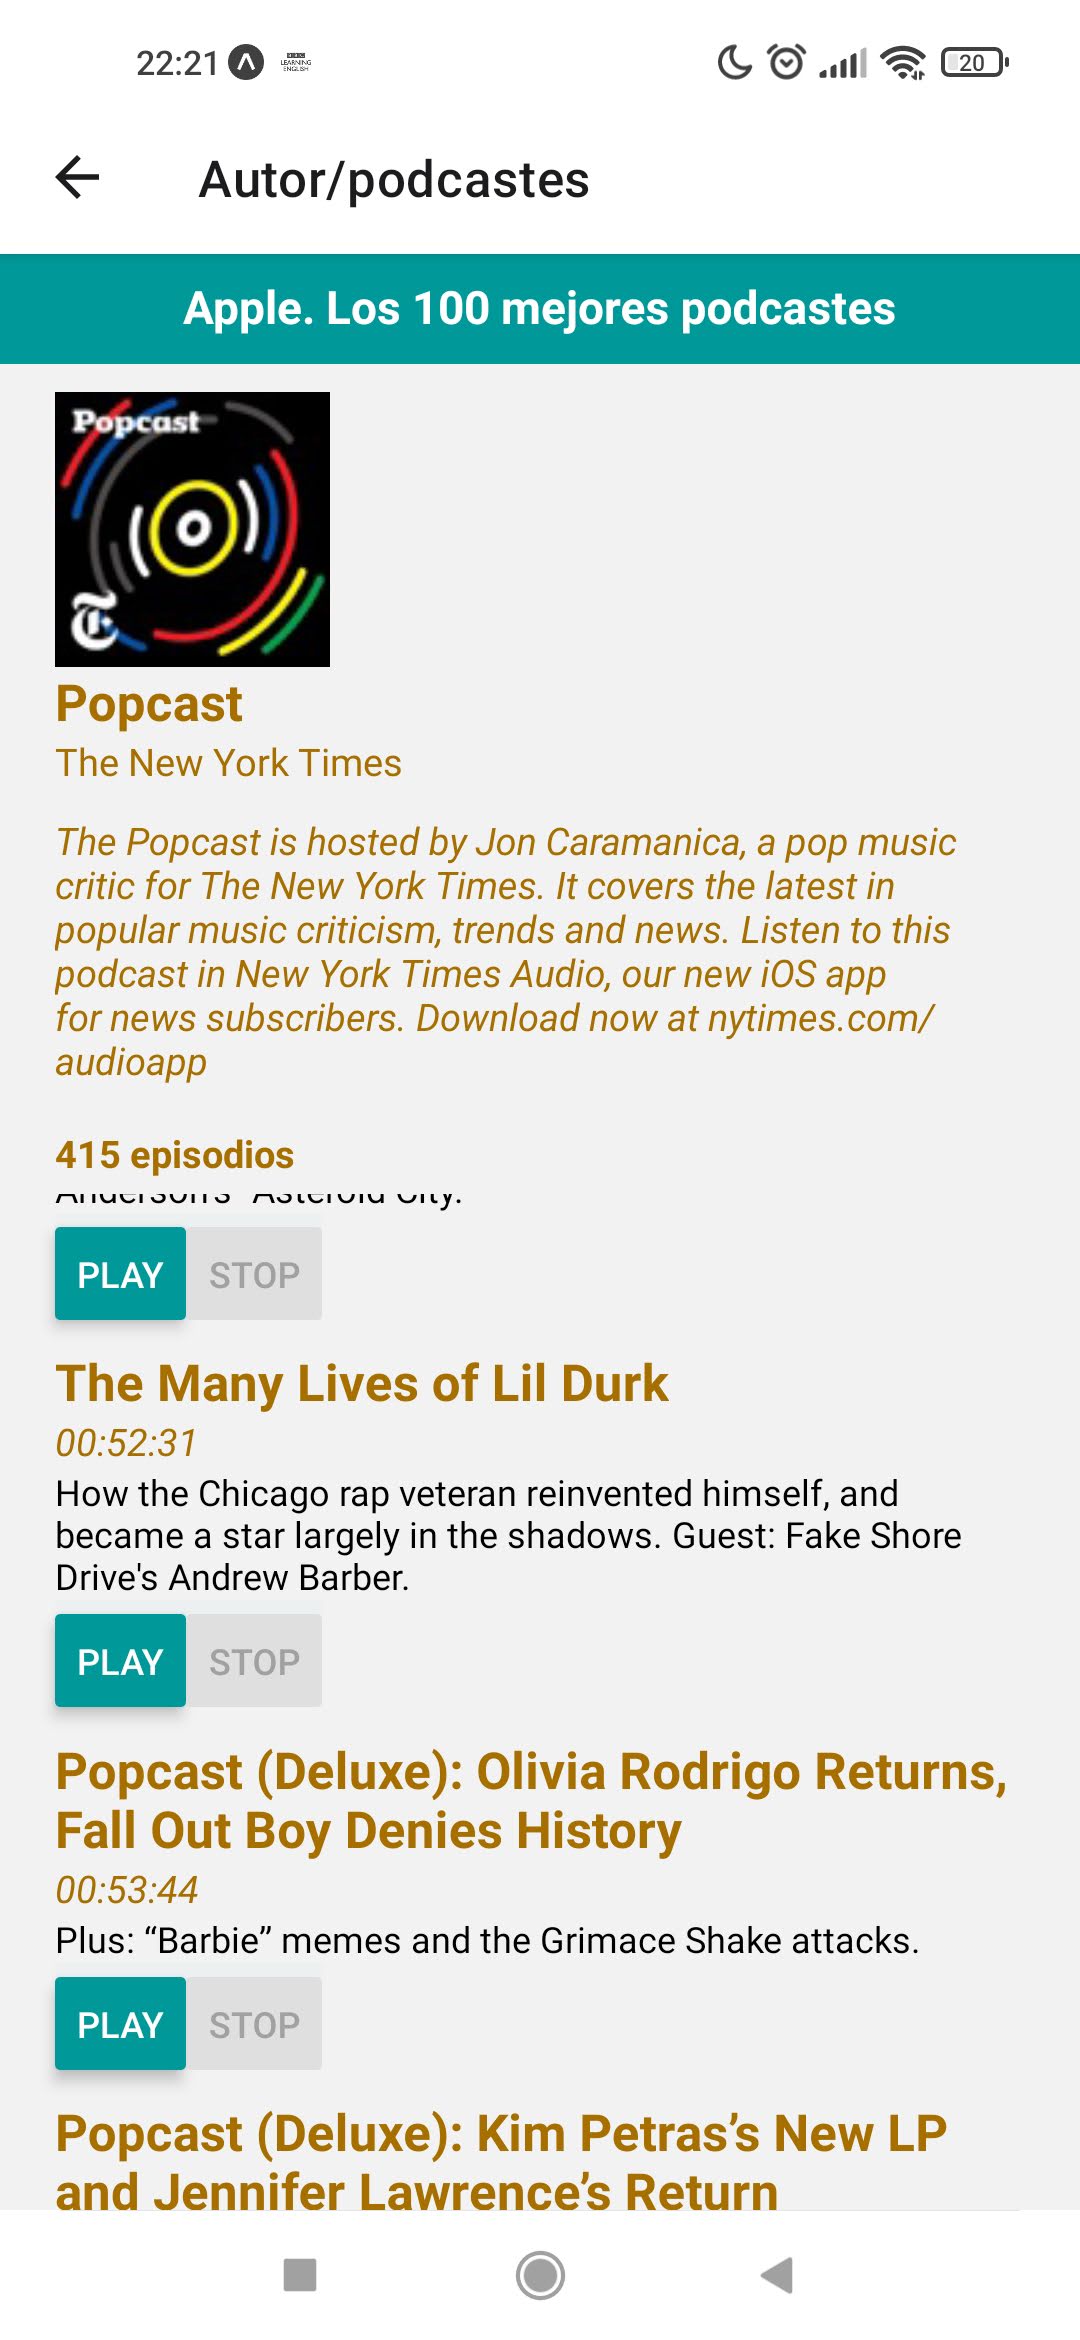 22:21
BBC
LEARNING
ENGLISH
20
Autor/podcastes
Apple. Los 100 mejores podcastes
Popcast
T
Popcast
The New York Times
The Popcast is hosted by Jon Caramanica, a pop music
critic for The New York Times. It covers the latest in
popular music criticism, trends and news. Listen to this
podcast in New York Times Audio, our new iOS app
for news subscribers. Download now at nytimes.com/
audioapp
415 episodios
Anderson's "Asteroid City."
PLAY STOP
The Many Lives of Lil Durk
00:52:31
How the Chicago rap veteran reinvented himself, and
became a star largely in the shadows. Guest: Fake Shore
Drive's Andrew Barber.
PLAY STOP
Popcast (Deluxe): Olivia Rodrigo Returns,
Fall Out Boy Denies History
00:53:44
Plus: “Barbie” memes and the Grimace Shake attacks.
PLAY STOP
Popcast (Deluxe): Kim Petras’s New LP
and Jennifer Lawrence’s Return